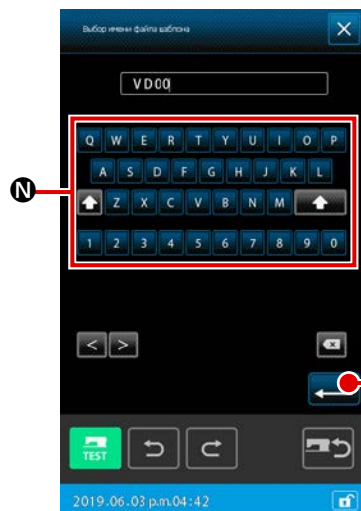 Выбор имени файла шаблона
VD00
Q W E R T Y U I O P
A S D F G H J K L
N
Z X C V B N M
1 2 3 4 5 6 7 8 9 0
< >
TEST
2019.06.03 p.m.04:42